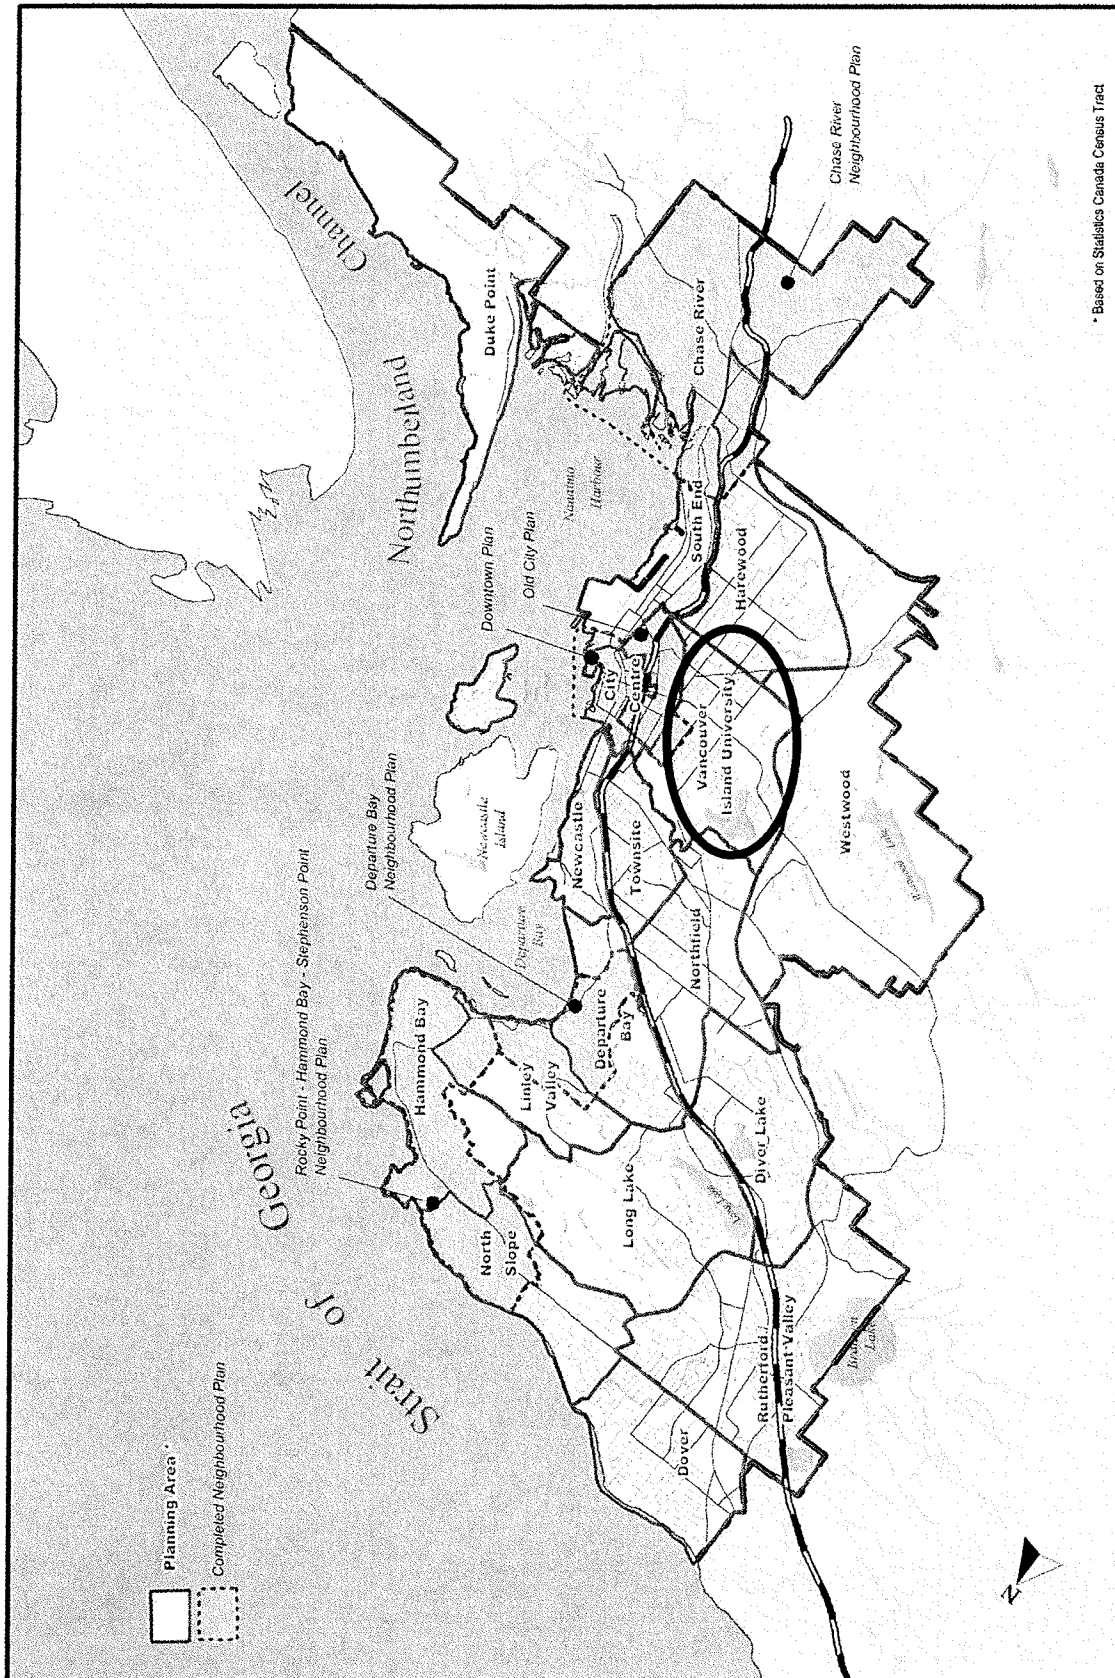 Planning Area*
Completed Neighbourhood Plan
Strait
of
Georgia
Northumberland
Channel
Rocky Point - Hammond Bay - Stephenson Point
Neighbourhood Plan
Departure Bay
Neighbourhood Plan
Downtown Plan
Old City Plan
Chase River
Neighbourhood Plan
Hammond Bay
North
Slope
Linley
Valley
Departure
Bay
Departure
Bay
Newcastle
Island
Nanaimo
Harbour
Duke Point
Dover
Rutherford
Pleasant Valley
Long Lake
Diver Lake
Northfield
Townsite
Newcastle
City
Centre
Vancouver
Island University
Westwood
Harewood
South End
Chase River
N
* Based on Statistics Canada Census Tract